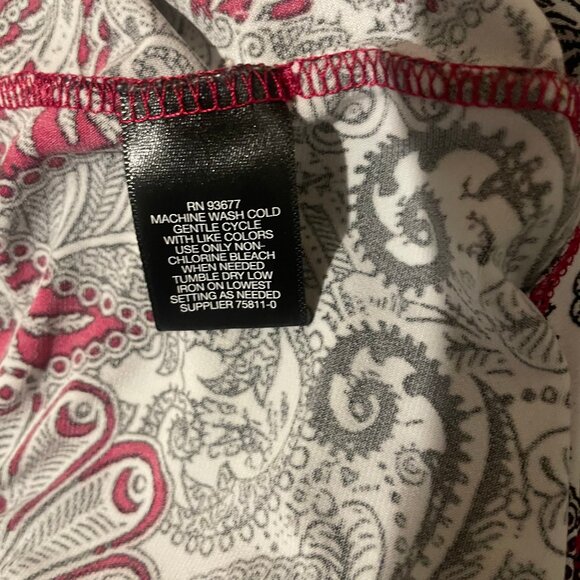 RN 93677
MACHINE WASH COLD
GENTLE CYCLE
WITH LIKE COLORS
USE ONLY NON-
CHLORINE BLEACH
WHEN NEEDED
TUMBLE DRY LOW
IRON ON LOWEST
SETTING AS NEEDED
SUPPLIER 75811-0